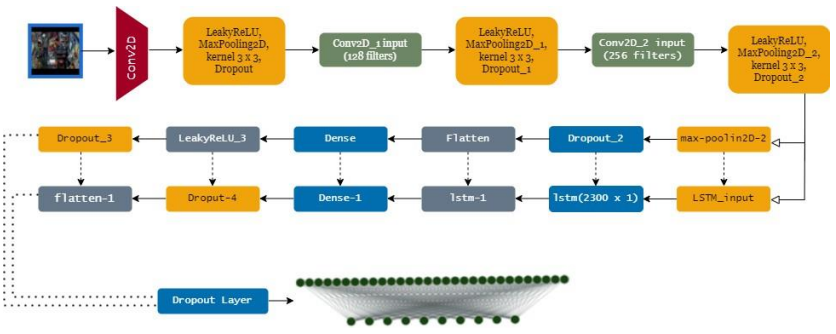 Conv2D
LeakyReLU,
MaxPooling2D,
kernel 3 x 3,
Dropout
Conv2D_1 input
(128 filters)
LeakyReLU,
MaxPooling2D_1,
kernel 3 x 3,
Dropout_1
Conv2D_2 input
(256 filters)
LeakyReLU,
MaxPooling2D_2,
kernel 3 x 3,
Dropout_2
Dropout_3
LeakyReLU_3
Dense
Flatten
Dropout_2
max-poolin2D-2
flatten-1
Droput-4
Dense-1
lstm-1
lstm(2300 x 1)
LSTM_input
Dropout Layer